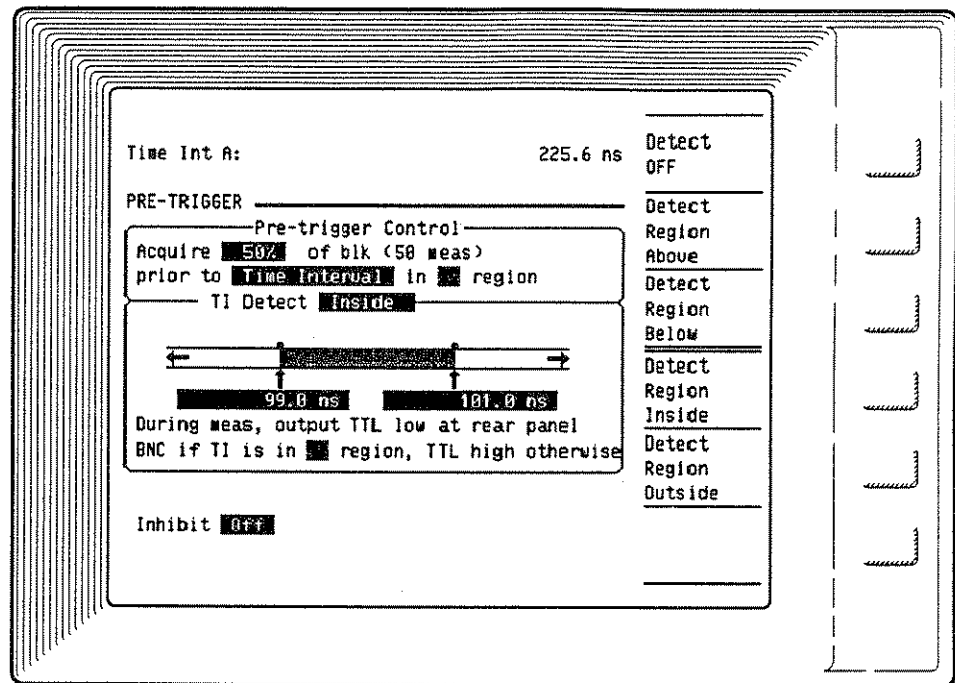 Time Int A: 225.6 ns
PRE-TRIGGER
Pre-trigger Control
Acquire 50% of blk (50 meas)
prior to Time Interval in region
TI Detect Inside
99.0 ns 101.0 ns
During meas, output TTL low at rear panel
BNC if TI is in region, TTL high otherwise
Inhibit Off
Detect
OFF
Detect
Region
Above
Detect
Region
Below
Detect
Region
Inside
Detect
Region
Outside